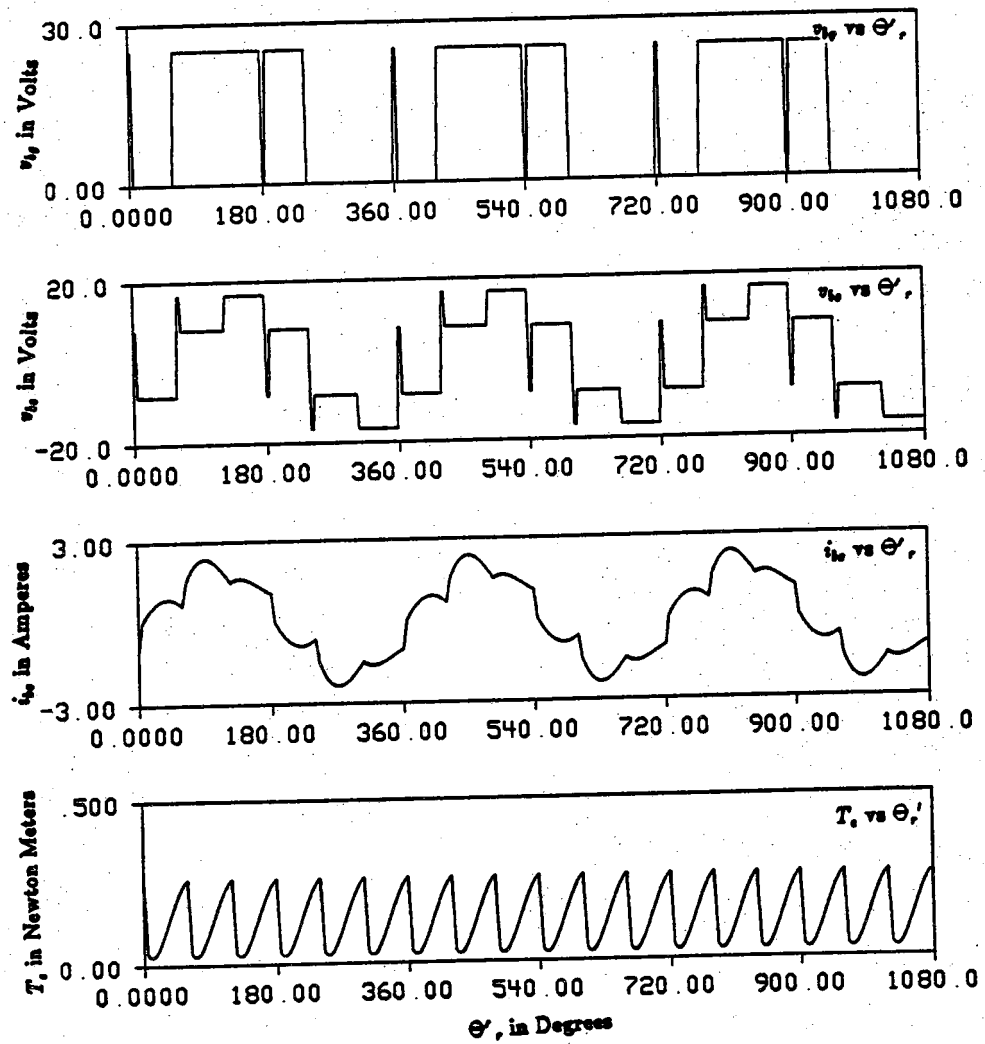 30.0
v_bg vs Θ'_r
v_bg in Volts
0.00
0.0000 180.00 360.00 540.00 720.00 900.00 1080.0
20.0
v_bs vs Θ'_r
v_bs in Volts
-20.0
0.0000 180.00 360.00 540.00 720.00 900.00 1080.0
3.00
i_bs vs Θ'_r
i_bs in Amperes
-3.00
0.0000 180.00 360.00 540.00 720.00 900.00 1080.0
.500
T_e vs Θ_r'
T_e in Newton Meters
0.00
0.0000 180.00 360.00 540.00 720.00 900.00 1080.0
Θ'_r in Degrees